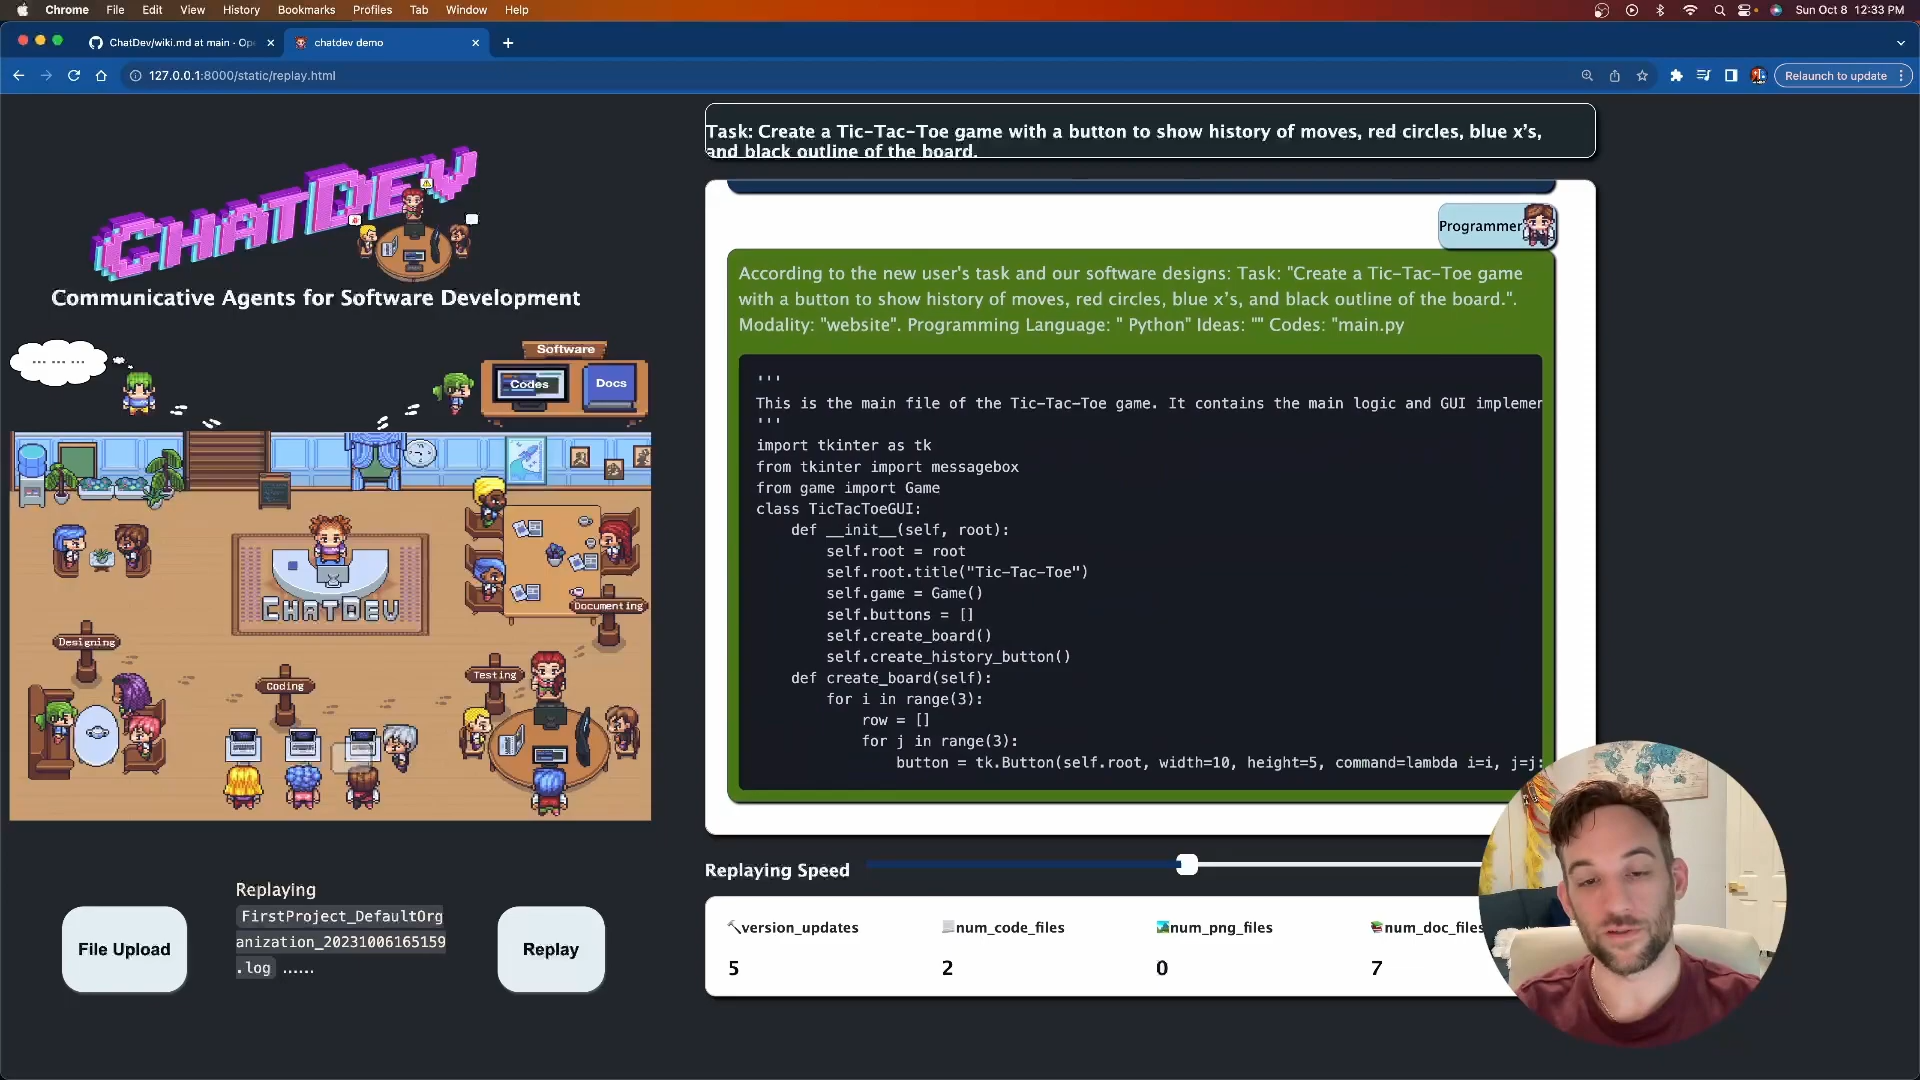 Chrome File Edit View History Bookmarks Profiles Tab Window Help
Sun Oct 8 12:33 PM
ChatDev/wiki.md at main · Op
chatdev demo
127.0.0.1:8000/static/replay.html
Relaunch to update
CHATDEV
Communicative Agents for Software Development
... ... ...
Software
Codes
Docs
CHATDEV
Documenting
Designing
Coding
Testing
File Upload
Replaying
FirstProject_DefaultOrg
anization_20231006165159
.log ......
Replay
Task: Create a Tic-Tac-Toe game with a button to show history of moves, red circles, blue x’s,
and black outline of the board.
Programmer
According to the new user's task and our software designs: Task: "Create a Tic-Tac-Toe game
with a button to show history of moves, red circles, blue x’s, and black outline of the board.".
Modality: "website". Programming Language: " Python" Ideas: "" Codes: "main.py
'''
This is the main file of the Tic-Tac-Toe game. It contains the main logic and GUI implemen
'''
import tkinter as tk
from tkinter import messagebox
from game import Game
class TicTacToeGUI:
    def __init__(self, root):
        self.root = root
        self.root.title("Tic-Tac-Toe")
        self.game = Game()
        self.buttons = []
        self.create_board()
        self.create_history_button()
    def create_board(self):
        for i in range(3):
            row = []
            for j in range(3):
                button = tk.Button(self.root, width=10, height=5, command=lambda i=i, j=j:
Replaying Speed
version_updates
5
num_code_files
2
num_png_files
0
num_doc_files
7